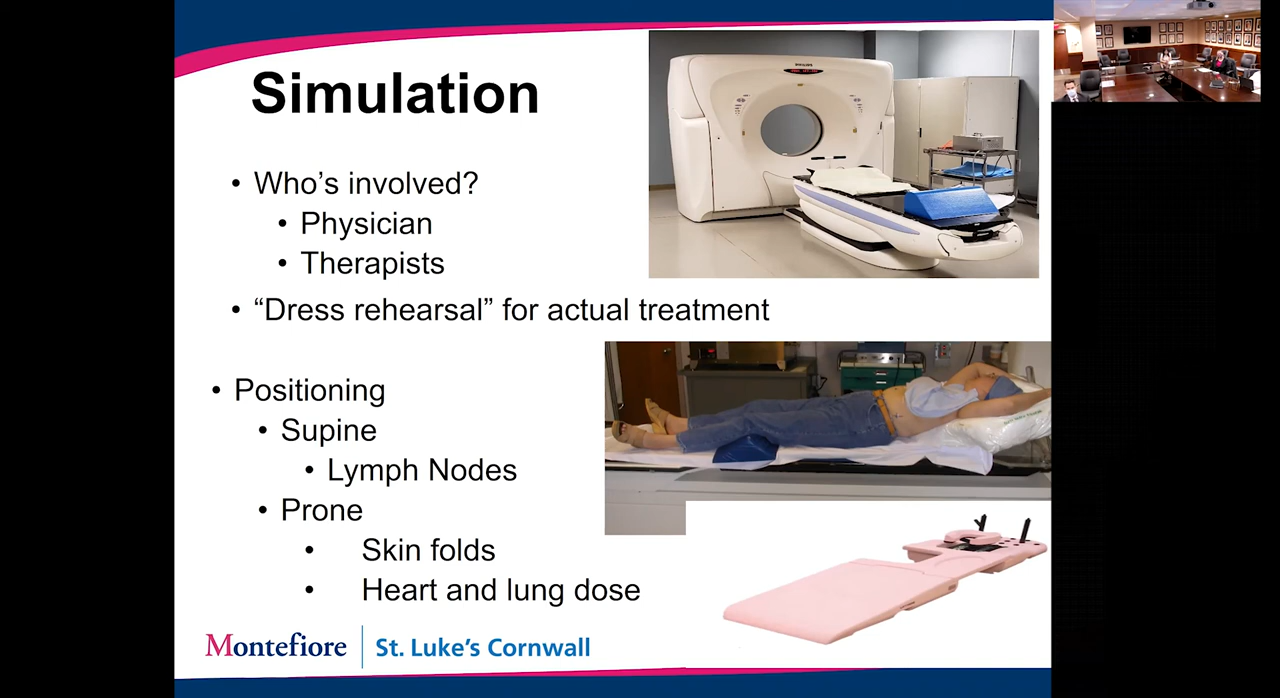 Simulation
• Who’s involved?
• Physician
• Therapists
• “Dress rehearsal” for actual treatment
• Positioning
• Supine
• Lymph Nodes
• Prone
• Skin folds
• Heart and lung dose
Montefiore | St. Luke’s Cornwall